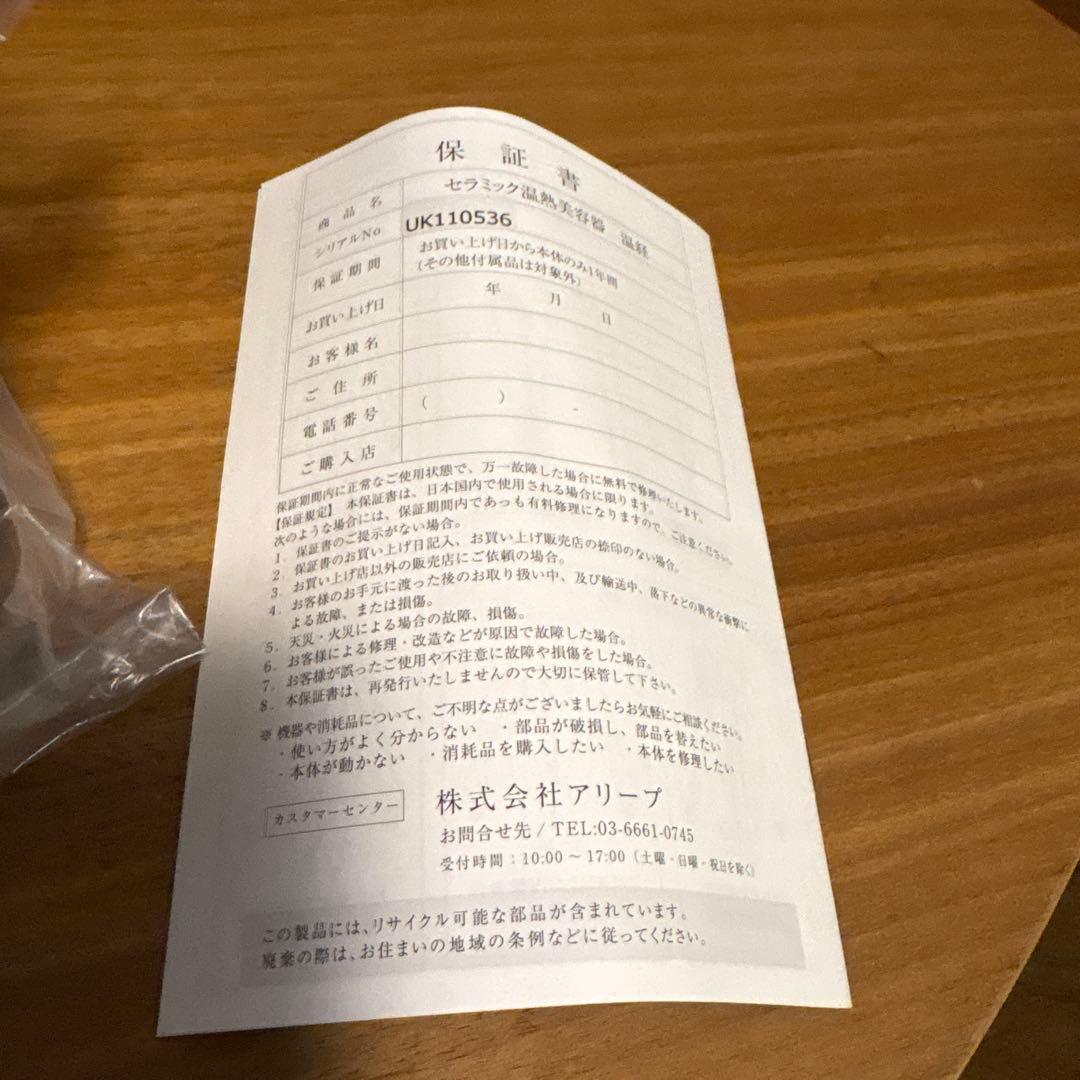 保証書
商品名 セラミック温熱美容器 温経
シリアルNo UK110536
保証期間 お買い上げ日から本体のみ1年間
(その他付属品は対象外)
お買い上げ日 年 月 日
お客様名
ご住所
電話番号 ( ) -
ご購入店
保証期間内に正常なご使用状態で、万一故障した場合に無料で修理いたします。
【保証規定】 本保証書は、日本国内で使用される場合に限ります。
次のような場合には、保証期間内であっも有料修理になりますので、ご注意ください。
1. 保証書のご提示がない場合。
2. 保証書のお買い上げ日記入、お買い上げ販売店の捺印のない場合。
3. お買い上げ店以外の販売店にご依頼の場合。
4. お客様のお手元に渡った後のお取り扱い中、及び輸送中、落下などの異常な衝撃に
よる故障、または損傷。
5. 天災・火災による場合の故障、損傷。
6. お客様による修理・改造などが原因で故障した場合。
7. お客様が誤ったご使用や不注意に故障や損傷をした場合。
8. 本保証書は、再発行いたしませんので大切に保管して下さい。
※ 機器や消耗品について、ご不明な点がございましたらお気軽にご相談ください。
・使い方がよく分からない ・部品が破損し、部品を替えたい
・本体が動かない ・消耗品を購入したい ・本体を修理したい
カスタマーセンター 株式会社アリープ
お問合せ先 / TEL:03-6661-0745
受付時間：10:00 ～ 17:00 (土曜・日曜・祝日を除く)
この製品には、リサイクル可能な部品が含まれています。
廃棄の際は、お住まいの地域の条例などに従ってください。